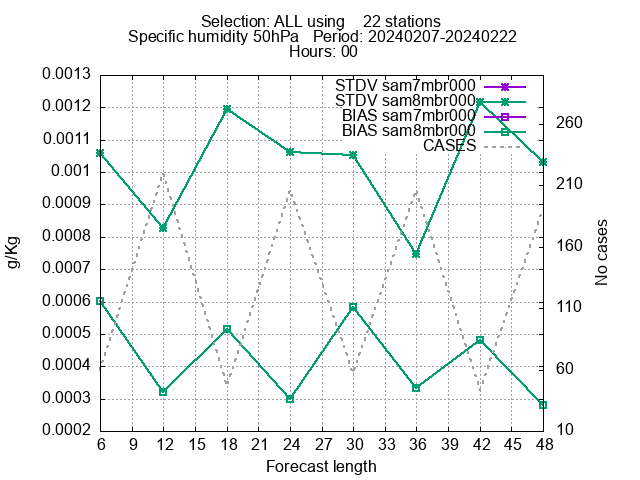 Selection: ALL using 22 stations
Specific humidity 50hPa Period: 20240207-20240222
Hours: 00
STDV sam7mbr000
STDV sam8mbr000
BIAS sam7mbr000
BIAS sam8mbr000
CASES
0.0013
0.0012
0.0011
0.001
0.0009
0.0008
0.0007
0.0006
0.0005
0.0004
0.0003
0.0002
g/Kg
260
210
160
110
60
10
No cases
6 9 12 15 18 21 24 27 30 33 36 39 42 45 48
Forecast length